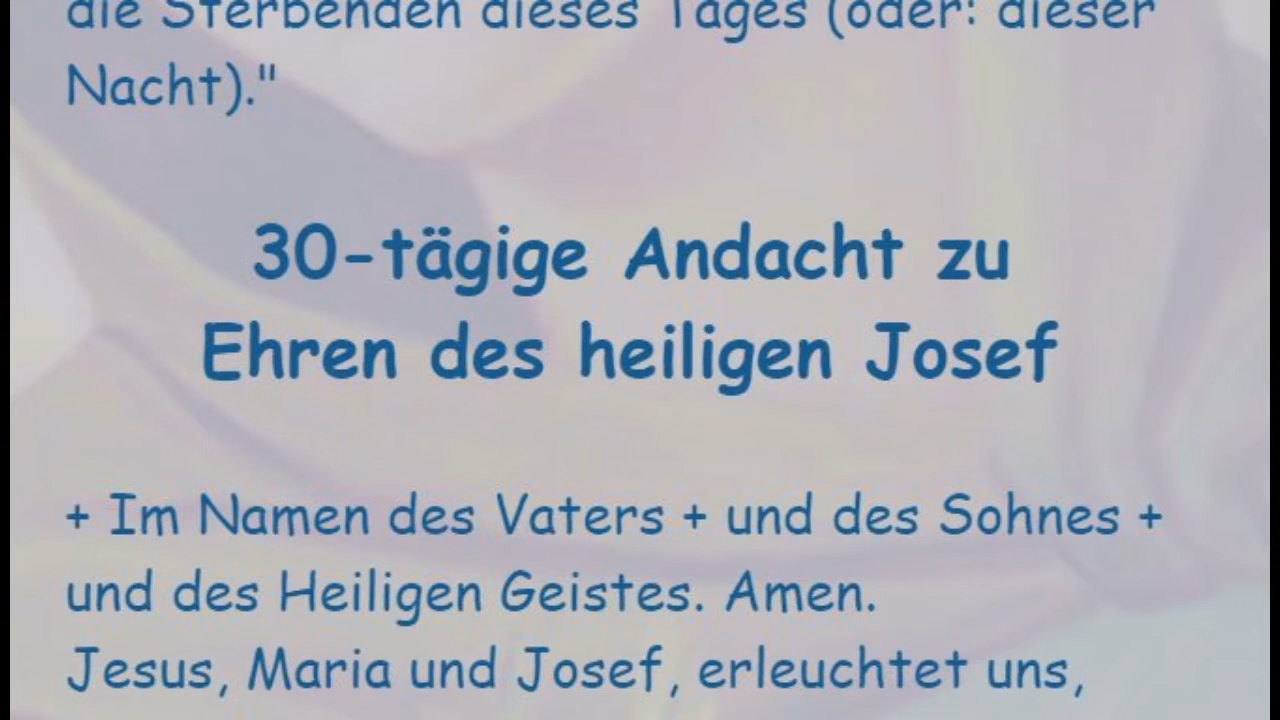 die Sterbenden dieses Tages (oder: dieser
Nacht)."
30-tägige Andacht zu
Ehren des heiligen Josef
+ Im Namen des Vaters + und des Sohnes +
und des Heiligen Geistes. Amen.
Jesus, Maria und Josef, erleuchtet uns,